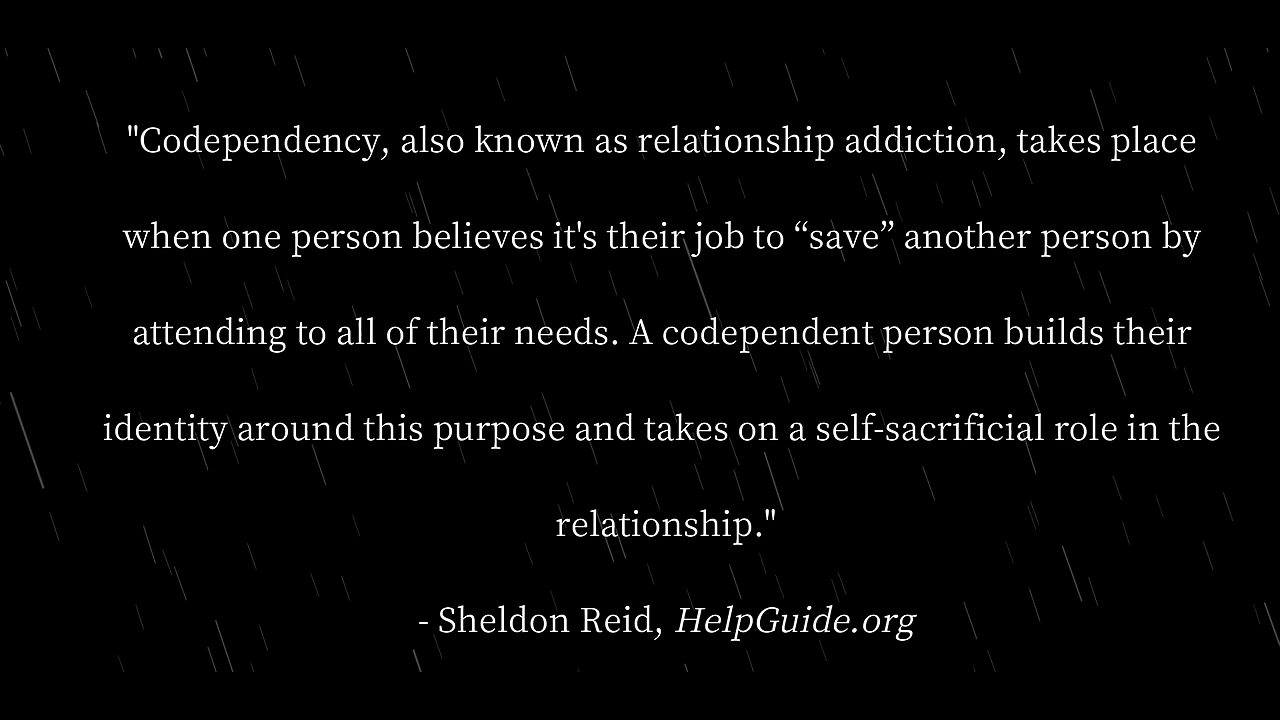 "Codependency, also known as relationship addiction, takes place
when one person believes it's their job to “save” another person by
attending to all of their needs. A codependent person builds their
identity around this purpose and takes on a self-sacrificial role in the
relationship."
- Sheldon Reid, HelpGuide.org